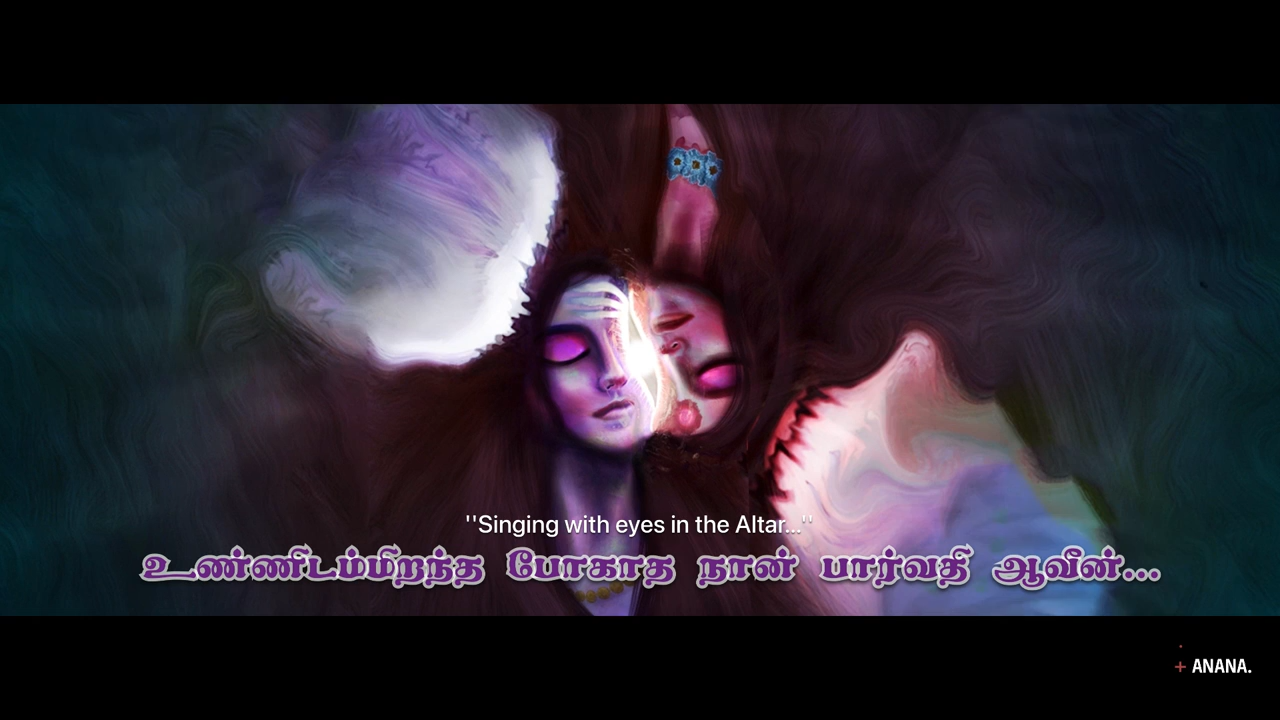 ''Singing with eyes in the Altar...''
உண்ணிடம்மிறந்த போகாத நான் பார்வதி ஆவீன்...
+ ANANA.